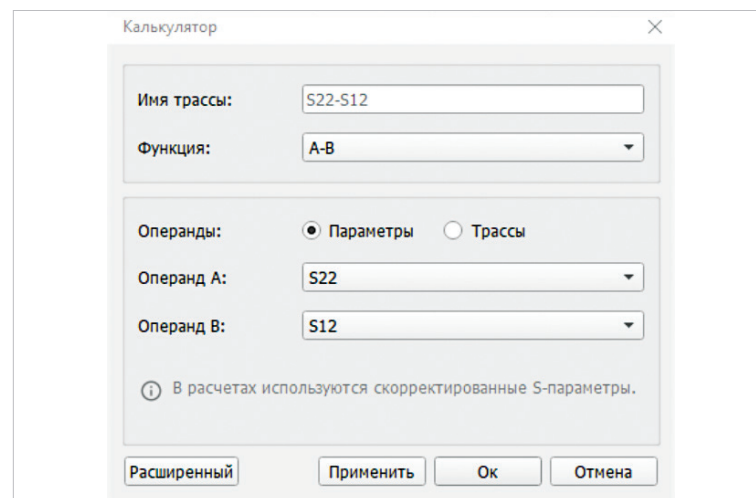 Калькулятор
Имя трассы: S22-S12
Функция: A-B
Операнды: Параметры Трассы
Операнд A: S22
Операнд B: S12
В расчетах используются скорректированные S-параметры.
Расширенный Применить Ок Отмена